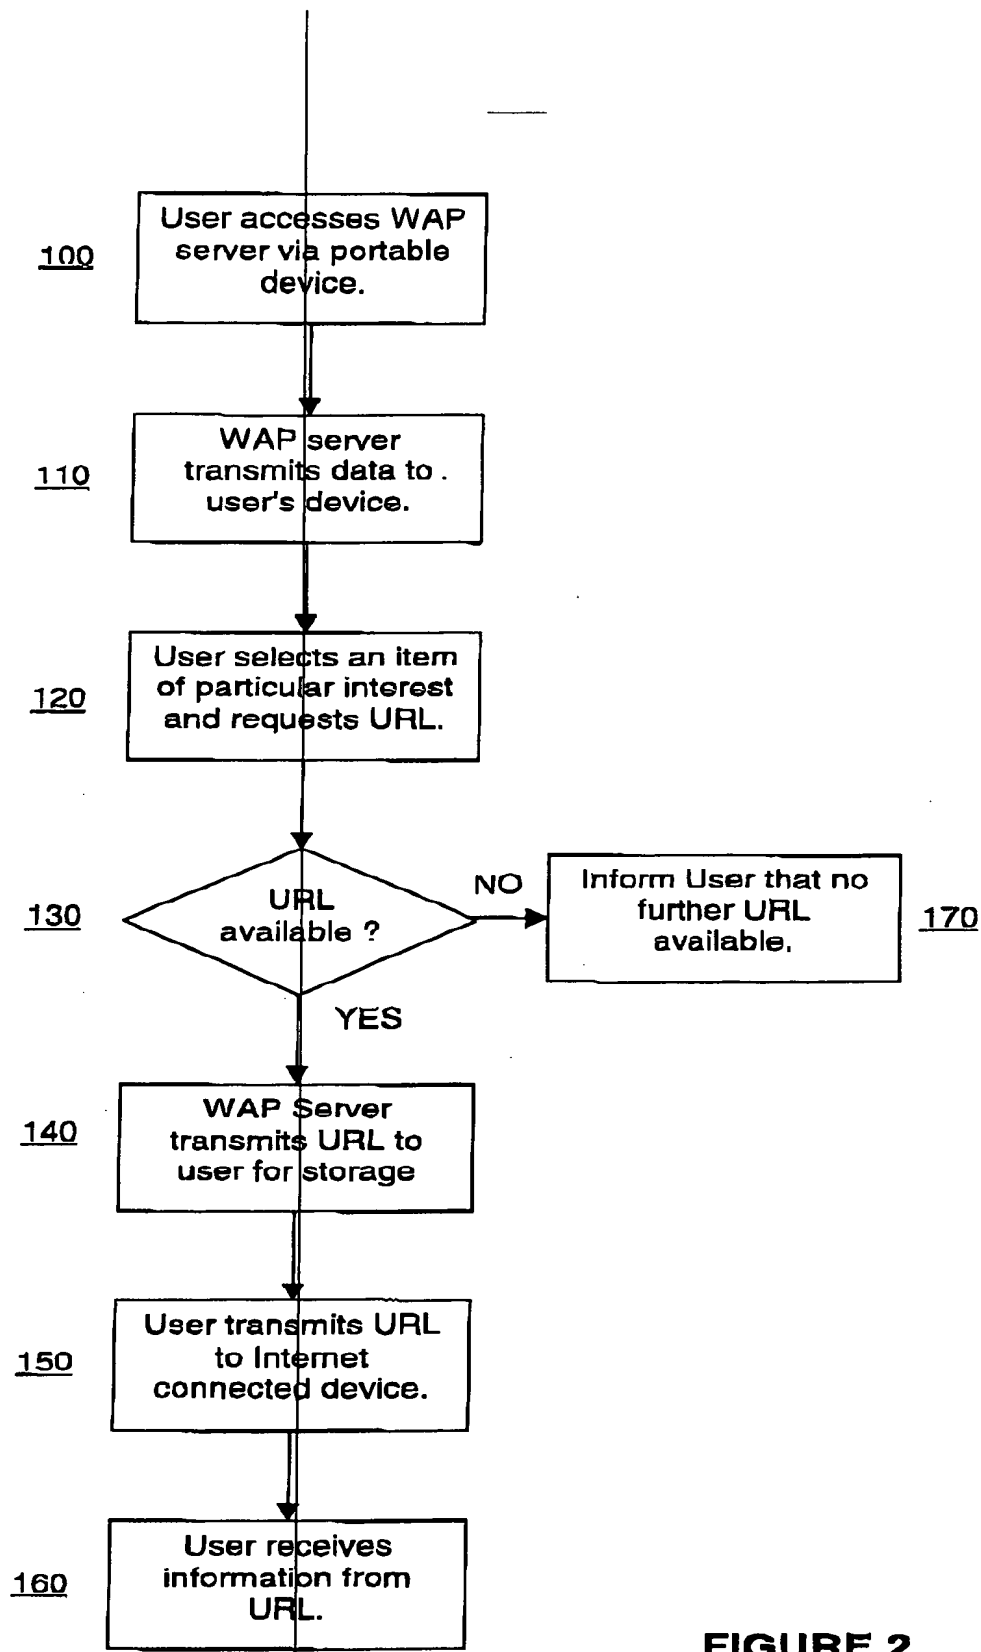 100
User accesses WAP
server via portable
device.
110
WAP server
transmits data to .
user's device.
120
User selects an item
of particular interest
and requests URL.
130
URL
available ?
NO
Inform User that no
further URL
available.
170
YES
140
WAP Server
transmits URL to
user for storage
150
User transmits URL
to Internet
connected device.
160
User receives
information from
URL.
FIGURE 2